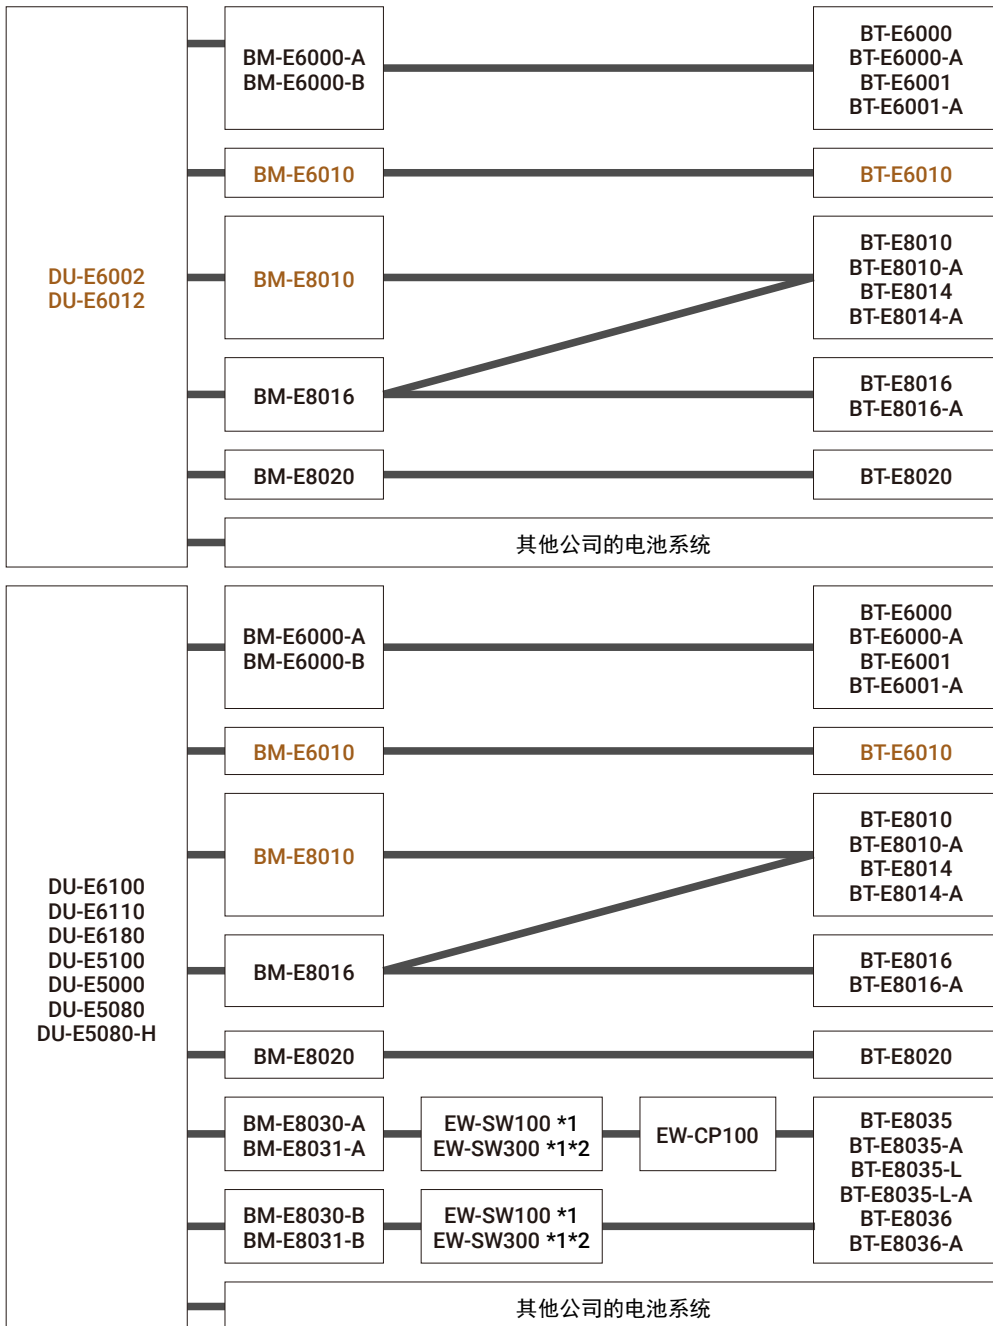 DU-E6002
DU-E6012
BM-E6000-A
BM-E6000-B
BT-E6000
BT-E6000-A
BT-E6001
BT-E6001-A
BM-E6010
BT-E6010
BM-E8010
BT-E8010
BT-E8010-A
BT-E8014
BT-E8014-A
BM-E8016
BT-E8016
BT-E8016-A
BM-E8020
BT-E8020
其他公司的电池系统
DU-E6100
DU-E6110
DU-E6180
DU-E5100
DU-E5000
DU-E5080
DU-E5080-H
BM-E6000-A
BM-E6000-B
BT-E6000
BT-E6000-A
BT-E6001
BT-E6001-A
BM-E6010
BT-E6010
BM-E8010
BT-E8010
BT-E8010-A
BT-E8014
BT-E8014-A
BM-E8016
BT-E8016
BT-E8016-A
BM-E8020
BT-E8020
BM-E8030-A
BM-E8031-A
EW-SW100 *1
EW-SW300 *1*2
EW-CP100
BT-E8035
BT-E8035-A
BT-E8035-L
BT-E8035-L-A
BT-E8036
BT-E8036-A
BM-E8030-B
BM-E8031-B
EW-SW100 *1
EW-SW300 *1*2
其他公司的电池系统